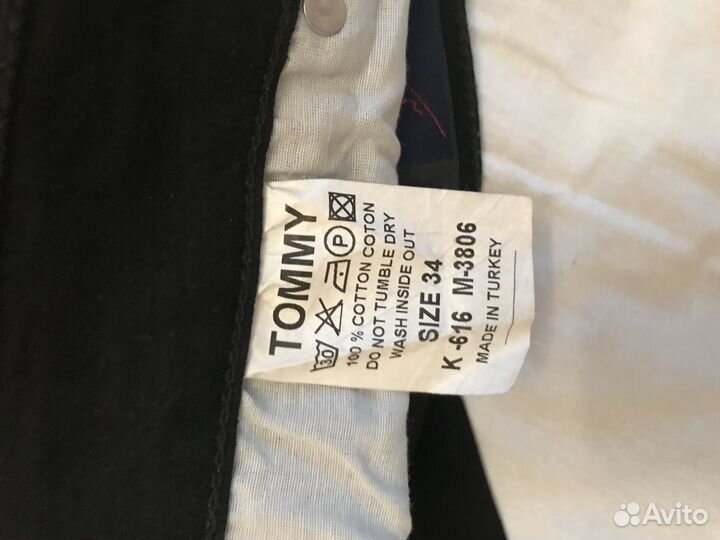 TOMMY
30 P
100 % COTTON COTON
DO NOT TUMBLE DRY
WASH INSIDE OUT
SIZE 34
K -616 M-3806
MADE IN TURKEY
Avito